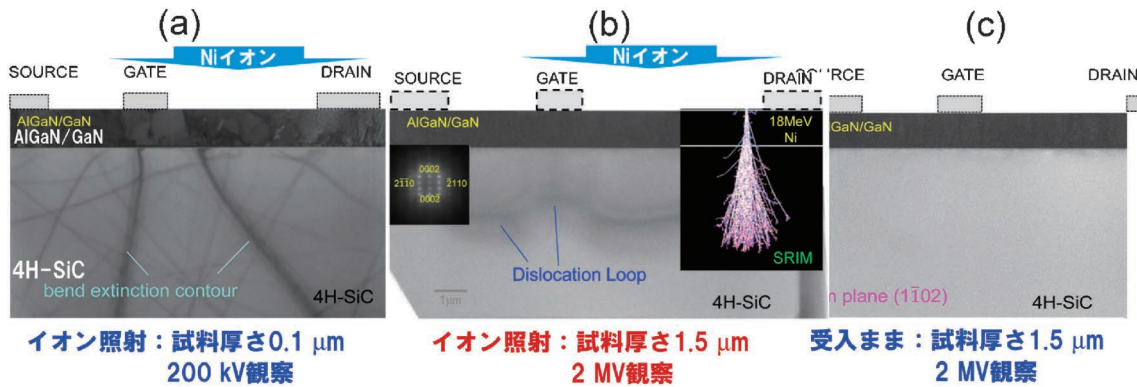 (a)
Niイオン
SOURCE
GATE
DRAIN
AlGaN/GaN
AlGaN/GaN
4H-SiC
bend extinction contour
4H-SiC
イオン照射：試料厚さ0.1 μm
200 kV観察
(b)
Niイオン
SOURCE
GATE
DRAIN
AlGaN/GaN
18MeV
Ni
0002
2110
2110
0002
Dislocation Loop
SRIM
1μm
4H-SiC
イオン照射：試料厚さ1.5 μm
2 MV観察
(c)
GATE
DRAIN
AlGaN/GaN
plane (11̄02)
4H-SiC
受入まま：試料厚さ1.5 μm
2 MV観察